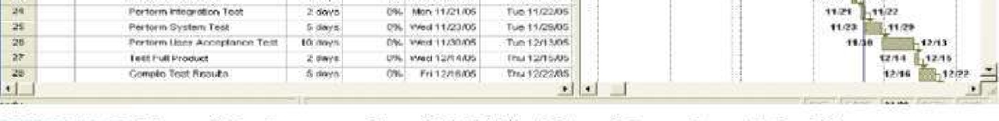 24 Perform Integration Test 2 days 0% Mon 11/21/05 Tue 11/22/05 11/21 11/22
25 Perform System Test 5 days 0% Wed 11/23/05 Tue 11/29/05 11/23 11/29
26 Perform User Acceptance Test 10 days 0% Wed 11/30/05 Tue 12/13/05 11/30 12/13
27 Test Full Product 2 days 0% Wed 12/14/05 Thu 12/15/05 12/14 12/15
28 Compile Test Results 5 days 0% Fri 12/16/05 Thu 12/22/05 12/16 12/22